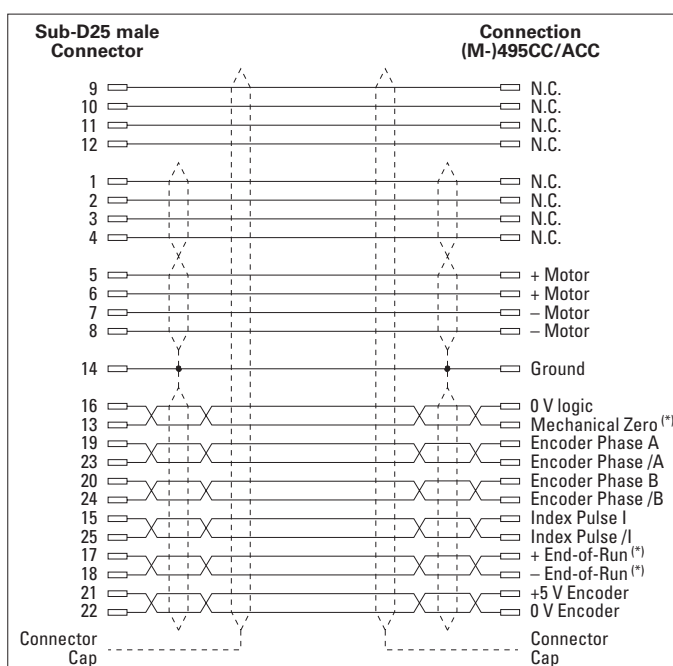 Sub-D25 male Connector
Connection (M-)495CC/ACC
9 N.C.
10 N.C.
11 N.C.
12 N.C.
1 N.C.
2 N.C.
3 N.C.
4 N.C.
5 + Motor
6 + Motor
7 – Motor
8 – Motor
14 Ground
16 0 V logic
13 Mechanical Zero (*)
19 Encoder Phase A
23 Encoder Phase /A
20 Encoder Phase B
24 Encoder Phase /B
15 Index Pulse I
25 Index Pulse /I
17 + End-of-Run (*)
18 – End-of-Run (*)
21 +5 V Encoder
22 0 V Encoder
Connector Cap
Connector Cap